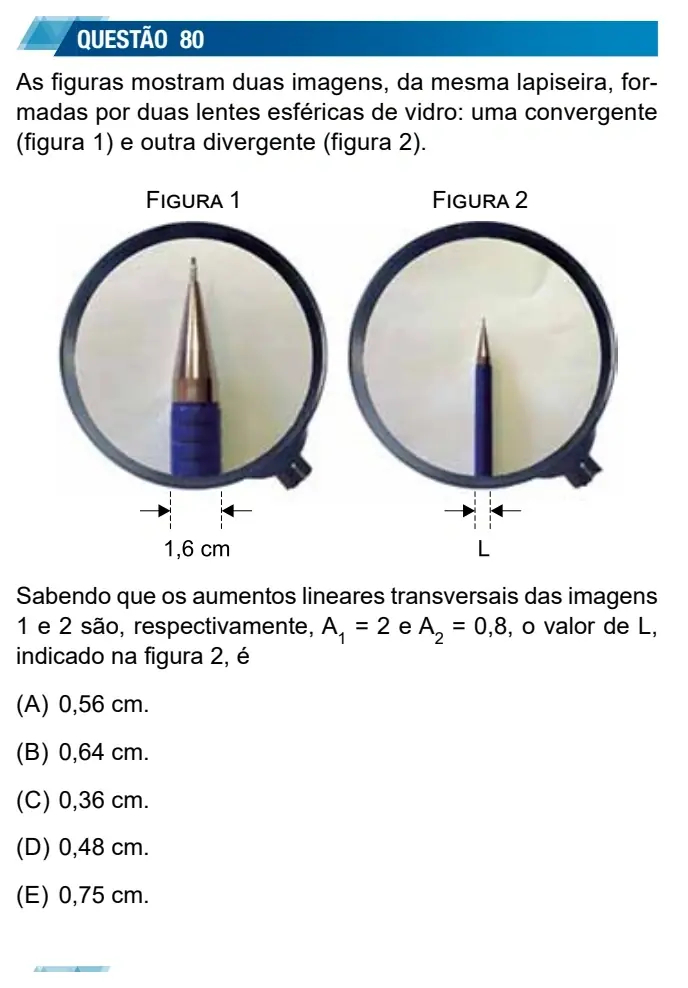 QUESTÃO 80
As figuras mostram duas imagens, da mesma lapiseira, for-
madas por duas lentes esféricas de vidro: uma convergente
(figura 1) e outra divergente (figura 2).
FIGURA 1
FIGURA 2
1,6 cm
L
Sabendo que os aumentos lineares transversais das imagens
1 e 2 são, respectivamente, A₁ = 2 e A₂ = 0,8, o valor de L,
indicado na figura 2, é
(A) 0,56 cm.
(B) 0,64 cm.
(C) 0,36 cm.
(D) 0,48 cm.
(E) 0,75 cm.